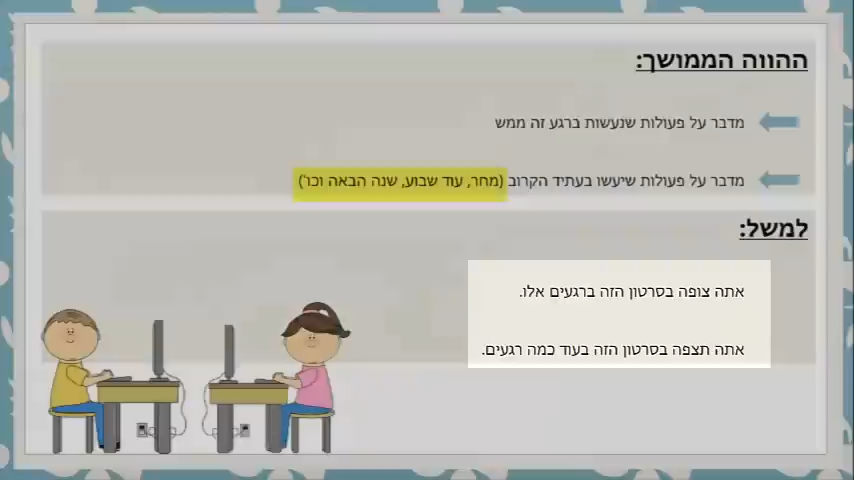 ההווה הממושך:
מדבר על פעולות שנעשות ברגע זה ממש
מדבר על פעולות שיעשו בעתיד הקרוב (מחר, עוד שבוע, שנה הבאה וכו')
למשל:
אתה צופה בסרטון הזה ברגעים אלו.
אתה תצפה בסרטון הזה בעוד כמה רגעים.